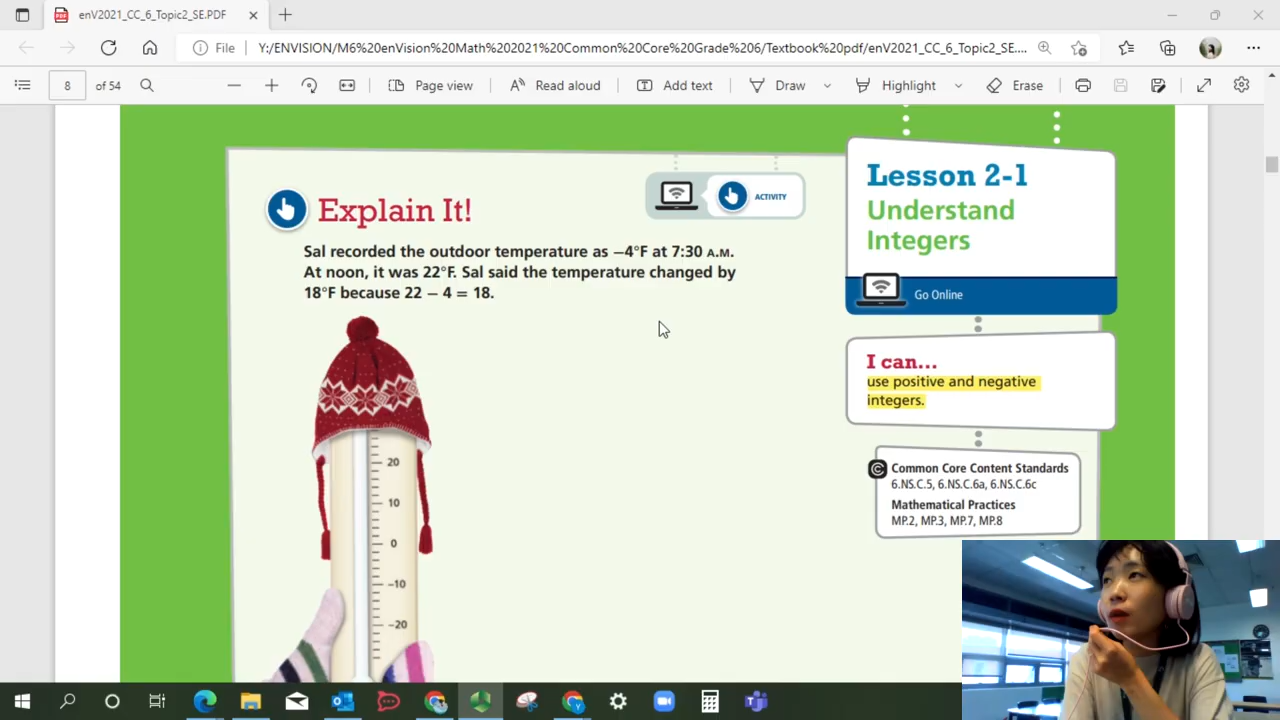 enV2021_CC_6_Topic2_SE.PDF
File
Y:/ENVISION/M6%20enVision%20Math%202021%20Common%20Core%20Grade%206/Textbook%20pdf/enV2021_CC_6_Topic2_SE....
8 of 54
Page view
Read aloud
Add text
Draw
Highlight
Erase
Explain It!
ACTIVITY
Sal recorded the outdoor temperature as −4°F at 7:30 A.M.
At noon, it was 22°F. Sal said the temperature changed by
18°F because 22 − 4 = 18.
20
10
0
-10
-20
Lesson 2-1
Understand
Integers
Go Online
I can...
use positive and negative
integers.
Common Core Content Standards
6.NS.C.5, 6.NS.C.6a, 6.NS.C.6c
Mathematical Practices
MP.2, MP.3, MP.7, MP.8